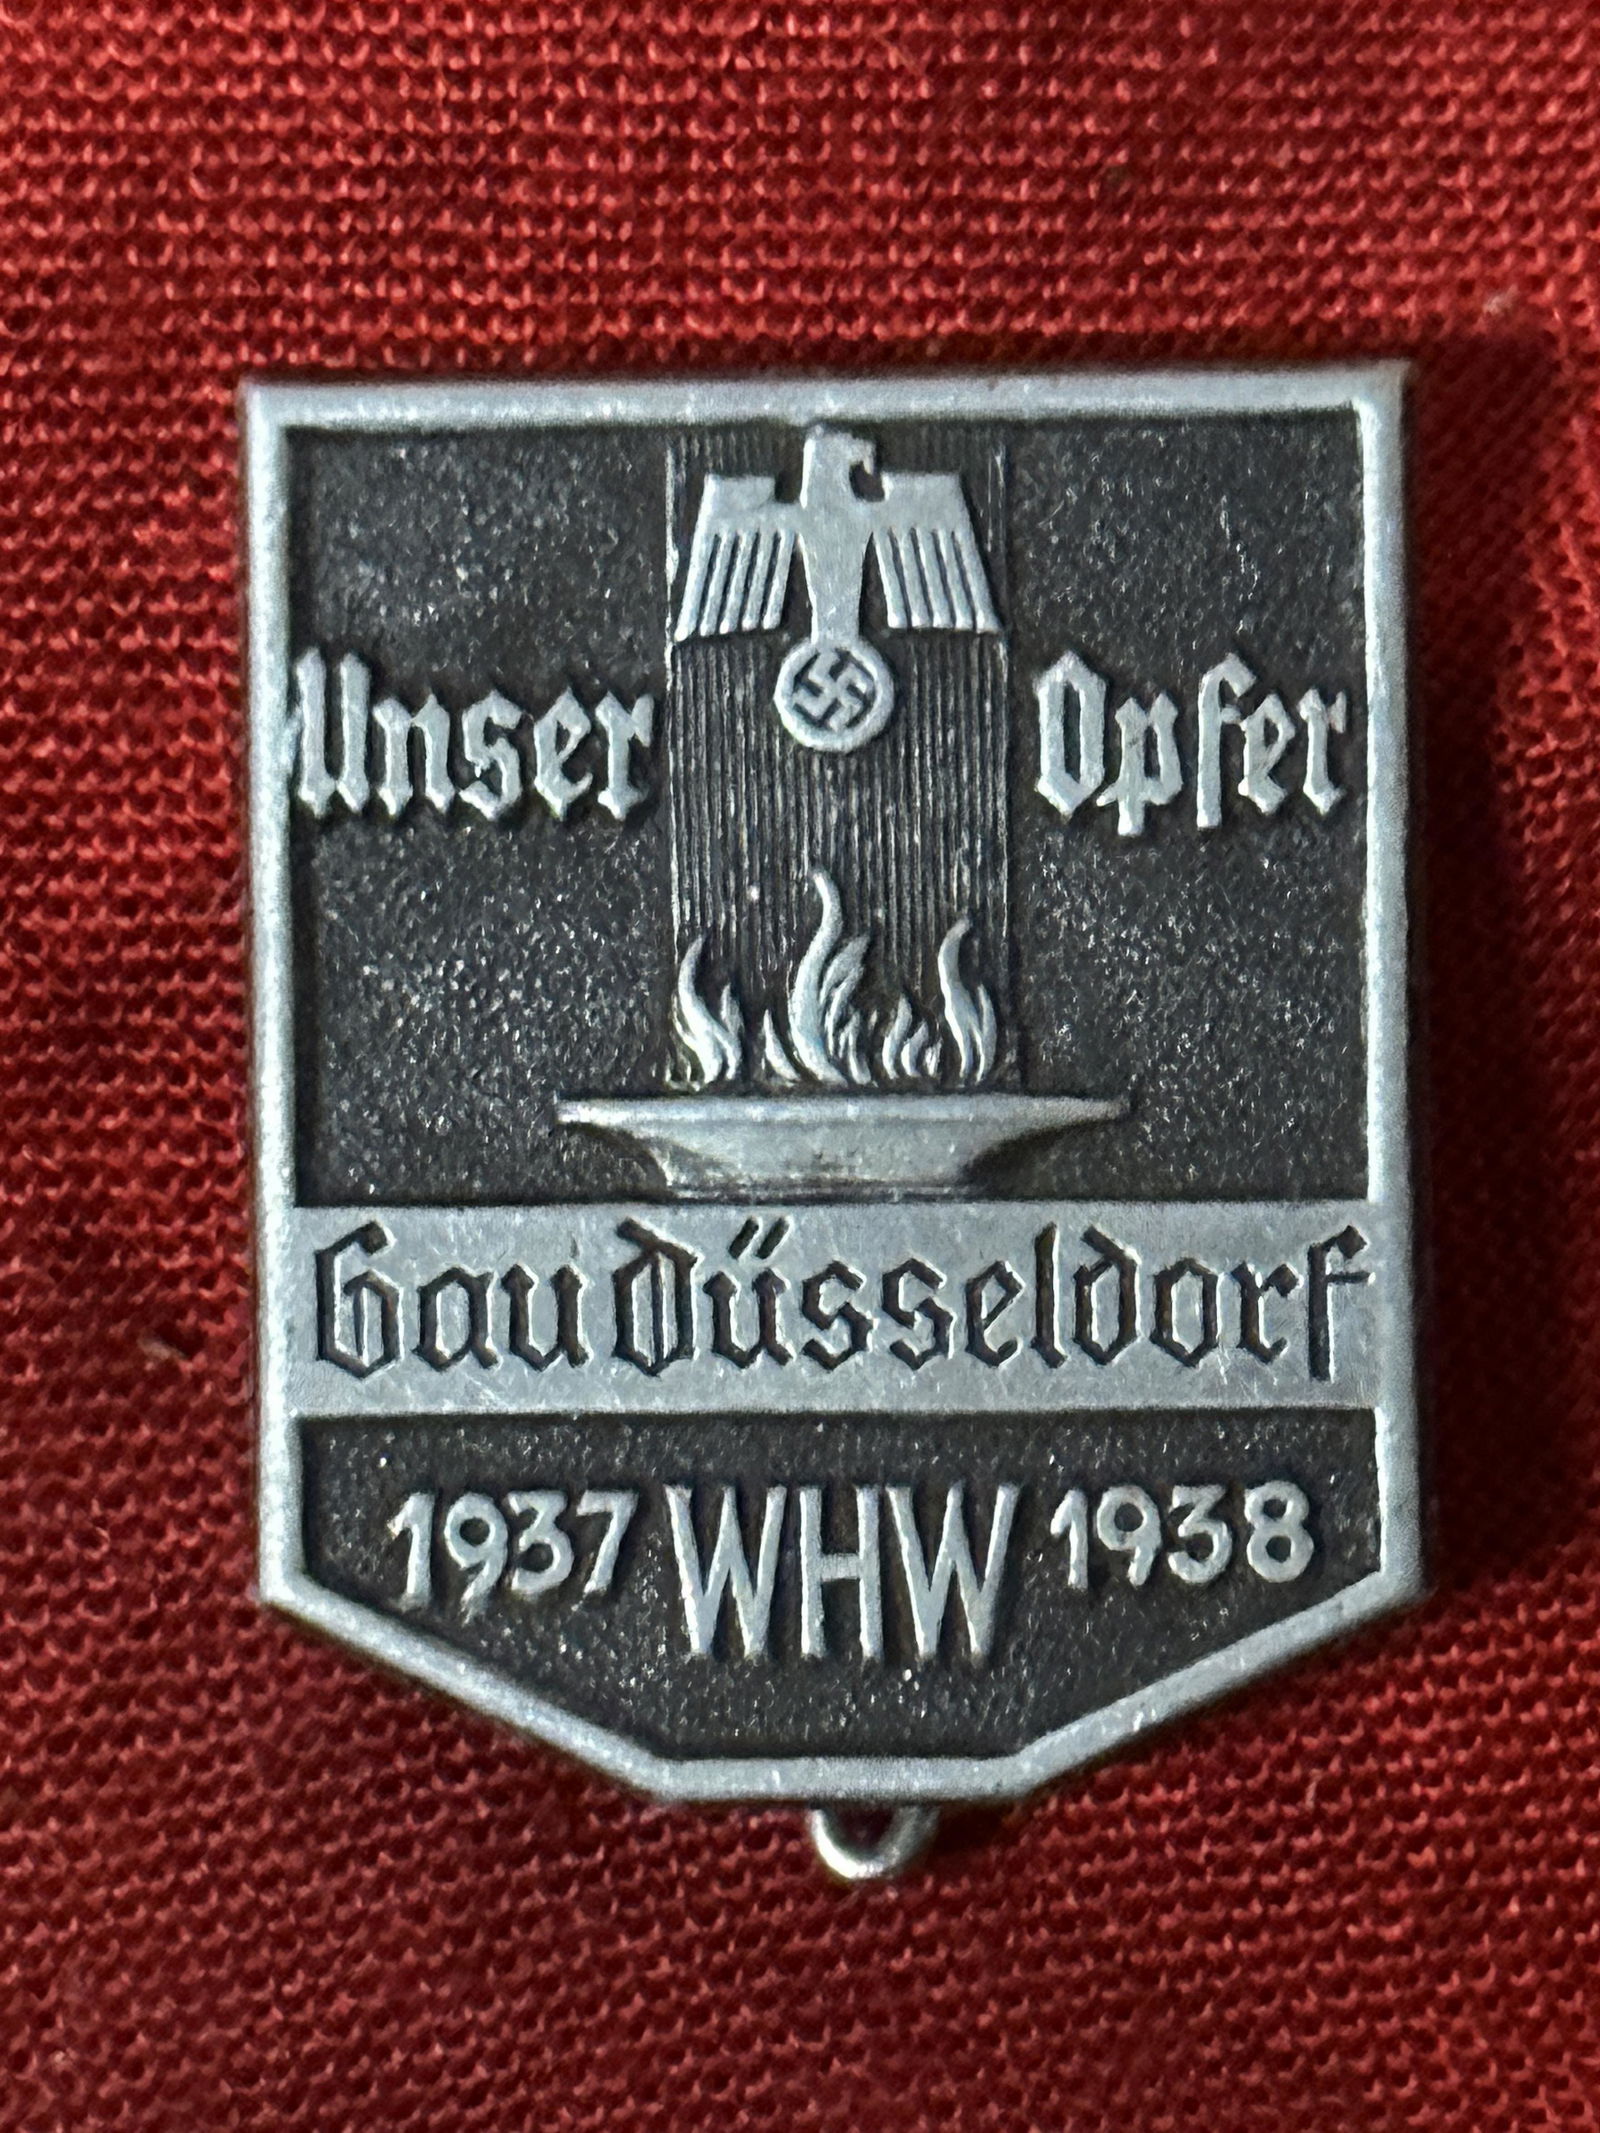 Unser Opfer
Gau Düsseldorf
1937 WHW 1938